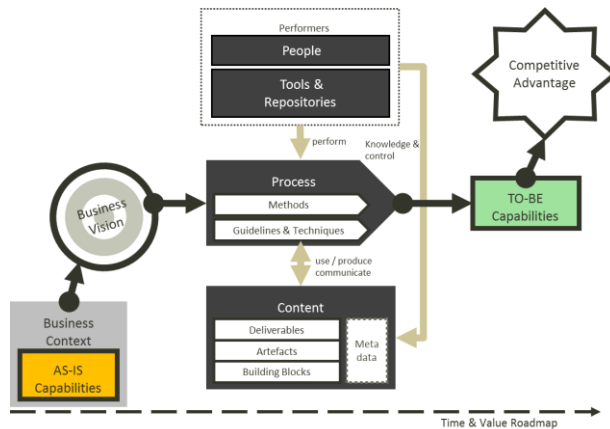 Performers
People
Tools &
Repositories
Competitive
Advantage
perform
Knowledge &
control
Process
Methods
Guidelines & Techniques
TO-BE
Capabilities
Business
Vision
use / produce
communicate
Content
Deliverables
Artefacts
Building Blocks
Meta
data
Business
Context
AS-IS
Capabilities
Time & Value Roadmap